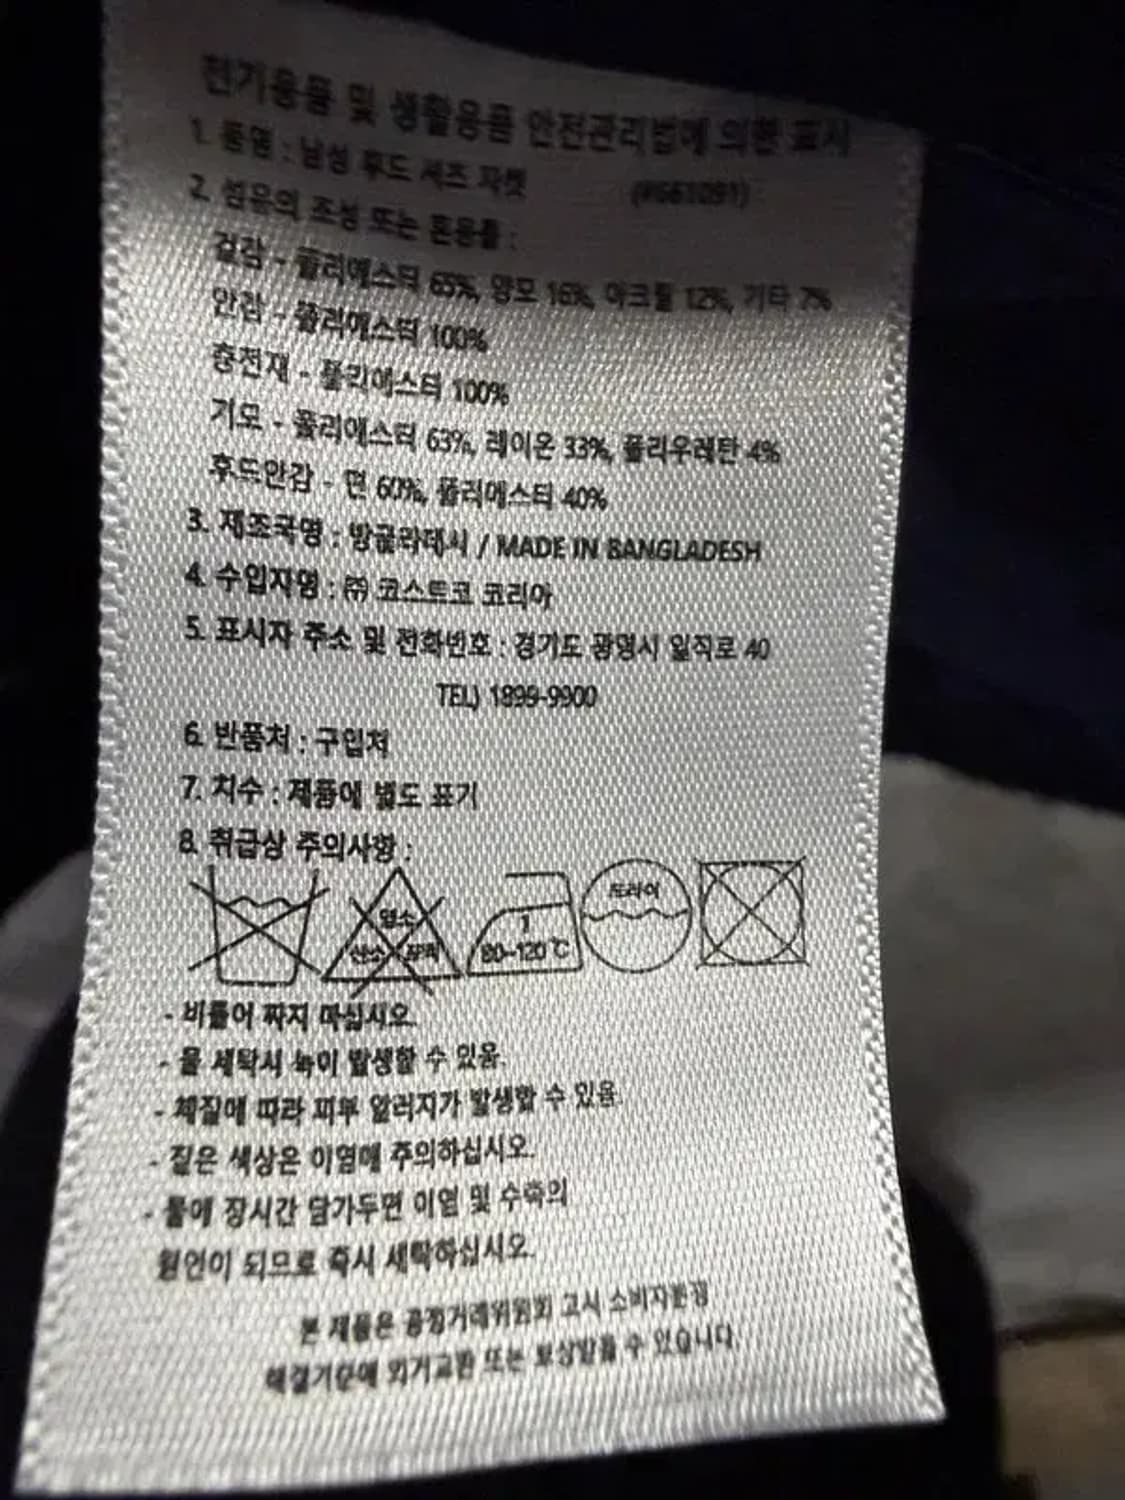 전기용품 및 생활용품 안전관리법에 의한 표시
1. 품명 : 남성 후드 셔츠 자켓 (#661091)
2. 섬유의 조성 또는 혼용률 :
겉감 - 폴리에스터 65%, 양모 16%, 아크릴 12%, 기타 7%
안감 - 폴리에스터 100%
충전재 - 폴리에스터 100%
기모 - 폴리에스터 63%, 레이온 33%, 폴리우레탄 4%
후드안감 - 면 60%, 폴리에스터 40%
3. 제조국명 : 방글라데시 / MADE IN BANGLADESH
4. 수입자명 : ㈜ 코스트코 코리아
5. 표시자 주소 및 전화번호 : 경기도 광명시 일직로 40
TEL) 1899-9900
6. 반품처 : 구입처
7. 치수 : 제품에 별도 표기
8. 취급상 주의사항 :
염소
산소 표백
1
80~120℃
드라이
- 비틀어 짜지 마십시오.
- 물 세탁시 녹이 발생할 수 있음.
- 체질에 따라 피부 알러지가 발생할 수 있음.
- 짙은 색상은 이염에 주의하십시오.
- 물에 장시간 담가두면 이염 및 수축의
원인이 되므로 즉시 세탁하십시오.
본 제품은 공정거래위원회 고시 소비자분쟁
해결기준에 의거교환 또는 보상받을 수 있습니다